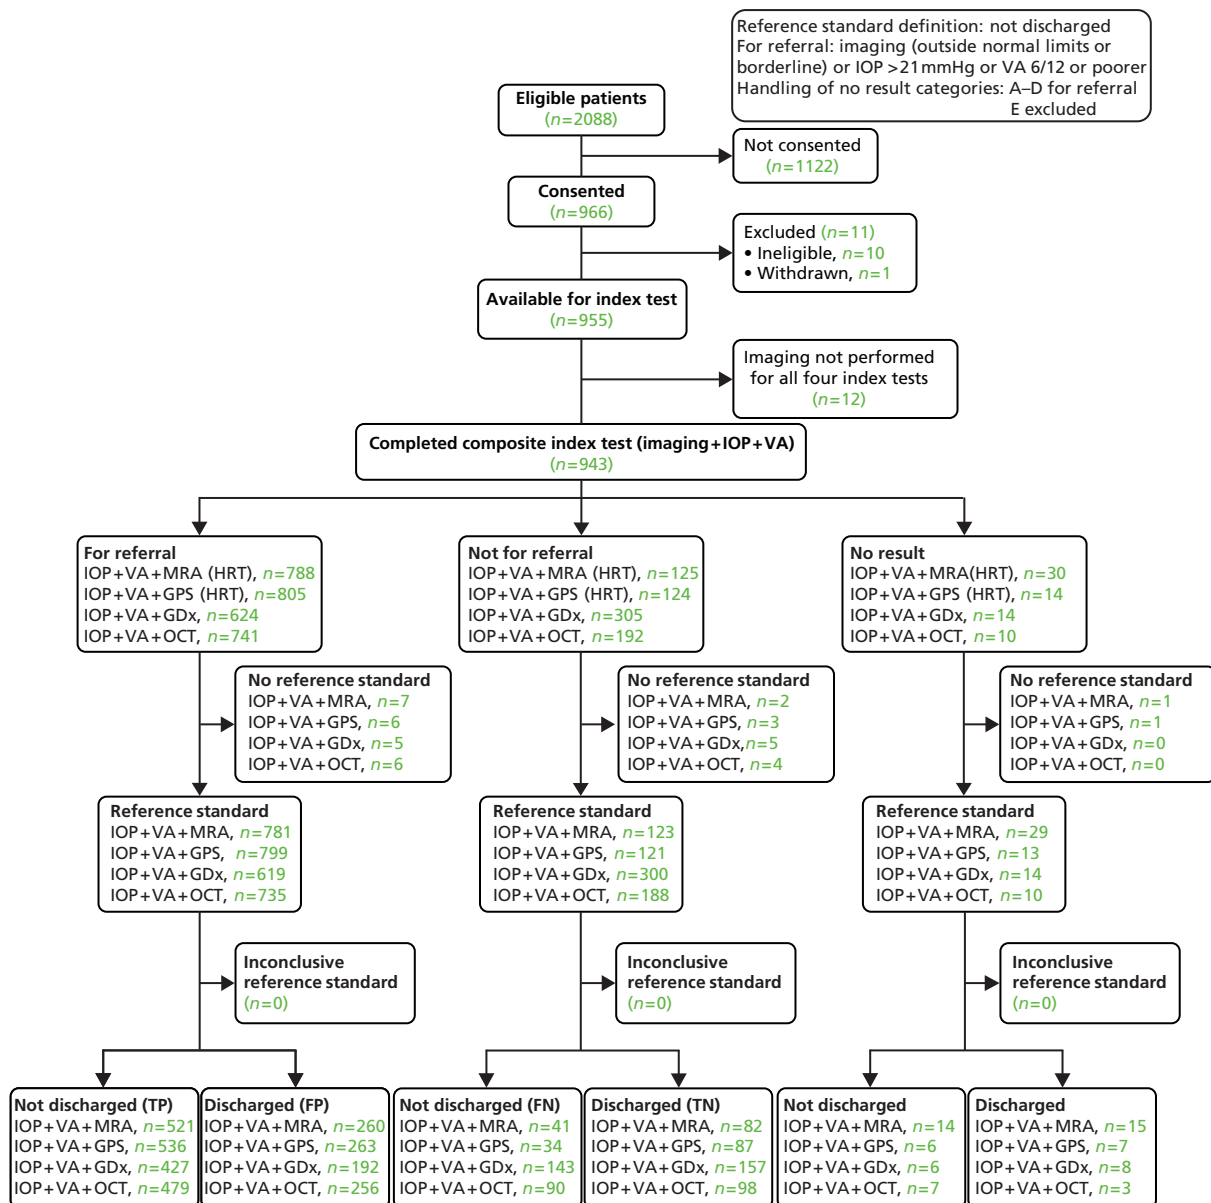 Reference standard definition: not discharged
For referral: imaging (outside normal limits or
borderline) or IOP >21 mmHg or VA 6/12 or poorer
Handling of no result categories: A–D for referral
E excluded
Eligible patients
(n=2088)
Not consented
(n=1122)
Consented
(n=966)
Excluded (n=11)
• Ineligible, n=10
• Withdrawn, n=1
Available for index test
(n=955)
Imaging not performed
for all four index tests
(n=12)
Completed composite index test (imaging+IOP+VA)
(n=943)
For referral
IOP+VA+MRA (HRT), n=788
IOP+VA+GPS (HRT), n=805
IOP+VA+GDx, n=624
IOP+VA+OCT, n=741
Not for referral
IOP+VA+MRA (HRT), n=125
IOP+VA+GPS (HRT), n=124
IOP+VA+GDx, n=305
IOP+VA+OCT, n=192
No result
IOP+VA+MRA(HRT), n=30
IOP+VA+GPS (HRT), n=14
IOP+VA+GDx, n=14
IOP+VA+OCT, n=10
No reference standard
IOP+VA+MRA, n=7
IOP+VA+GPS, n=6
IOP+VA+GDx, n=5
IOP+VA+OCT, n=6
No reference standard
IOP+VA+MRA, n=2
IOP+VA+GPS, n=3
IOP+VA+GDx,n=5
IOP+VA+OCT, n=4
No reference standard
IOP+VA+MRA, n=1
IOP+VA+GPS, n=1
IOP+VA+GDx, n=0
IOP+VA+OCT, n=0
Reference standard
IOP+VA+MRA, n=781
IOP+VA+GPS, n=799
IOP+VA+GDx, n=619
IOP+VA+OCT, n=735
Reference standard
IOP+VA+MRA, n=123
IOP+VA+GPS, n=121
IOP+VA+GDx, n=300
IOP+VA+OCT, n=188
Reference standard
IOP+VA+MRA, n=29
IOP+VA+GPS, n=13
IOP+VA+GDx, n=14
IOP+VA+OCT, n=10
Inconclusive
reference standard
(n=0)
Inconclusive
reference standard
(n=0)
Inconclusive
reference standard
(n=0)
Not discharged (TP)
IOP+VA+MRA, n=521
IOP+VA+GPS, n=536
IOP+VA+GDx, n=427
IOP+VA+OCT, n=479
Discharged (FP)
IOP+VA+MRA, n=260
IOP+VA+GPS, n=263
IOP+VA+GDx, n=192
IOP+VA+OCT, n=256
Not discharged (FN)
IOP+VA+MRA, n=41
IOP+VA+GPS, n=34
IOP+VA+GDx, n=143
IOP+VA+OCT, n=90
Discharged (TN)
IOP+VA+MRA, n=82
IOP+VA+GPS, n=87
IOP+VA+GDx, n=157
IOP+VA+OCT, n=98
Not discharged
IOP+VA+MRA, n=14
IOP+VA+GPS, n=6
IOP+VA+GDx, n=6
IOP+VA+OCT, n=7
Discharged
IOP+VA+MRA, n=15
IOP+VA+GPS, n=7
IOP+VA+GDx, n=8
IOP+VA+OCT, n=3